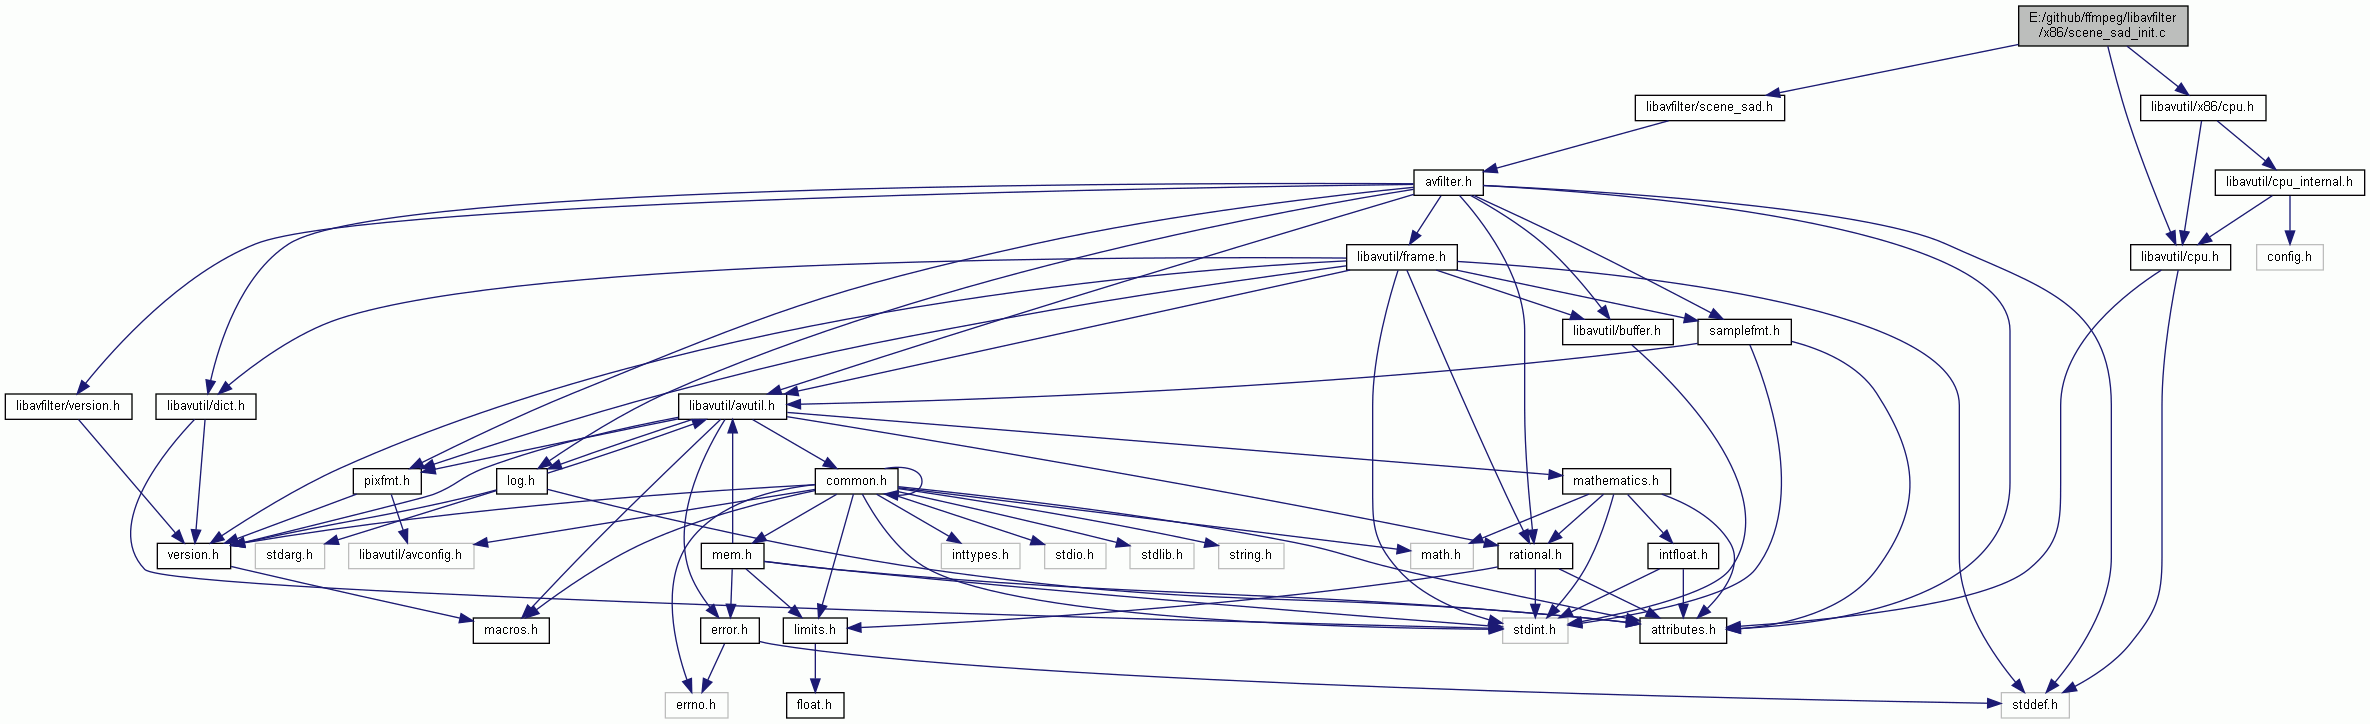 E:/github/ffmpeg/libavfilter
/x86/scene_sad_init.c
libavfilter/scene_sad.h
libavutil/x86/cpu.h
avfilter.h
libavutil/cpu_internal.h
libavutil/frame.h
libavutil/cpu.h
config.h
libavutil/buffer.h
samplefmt.h
libavfilter/version.h
libavutil/dict.h
libavutil/avutil.h
pixfmt.h
log.h
common.h
mathematics.h
version.h
stdarg.h
libavutil/avconfig.h
mem.h
inttypes.h
stdio.h
stdlib.h
string.h
math.h
rational.h
intfloat.h
macros.h
error.h
limits.h
stdint.h
attributes.h
errno.h
float.h
stddef.h